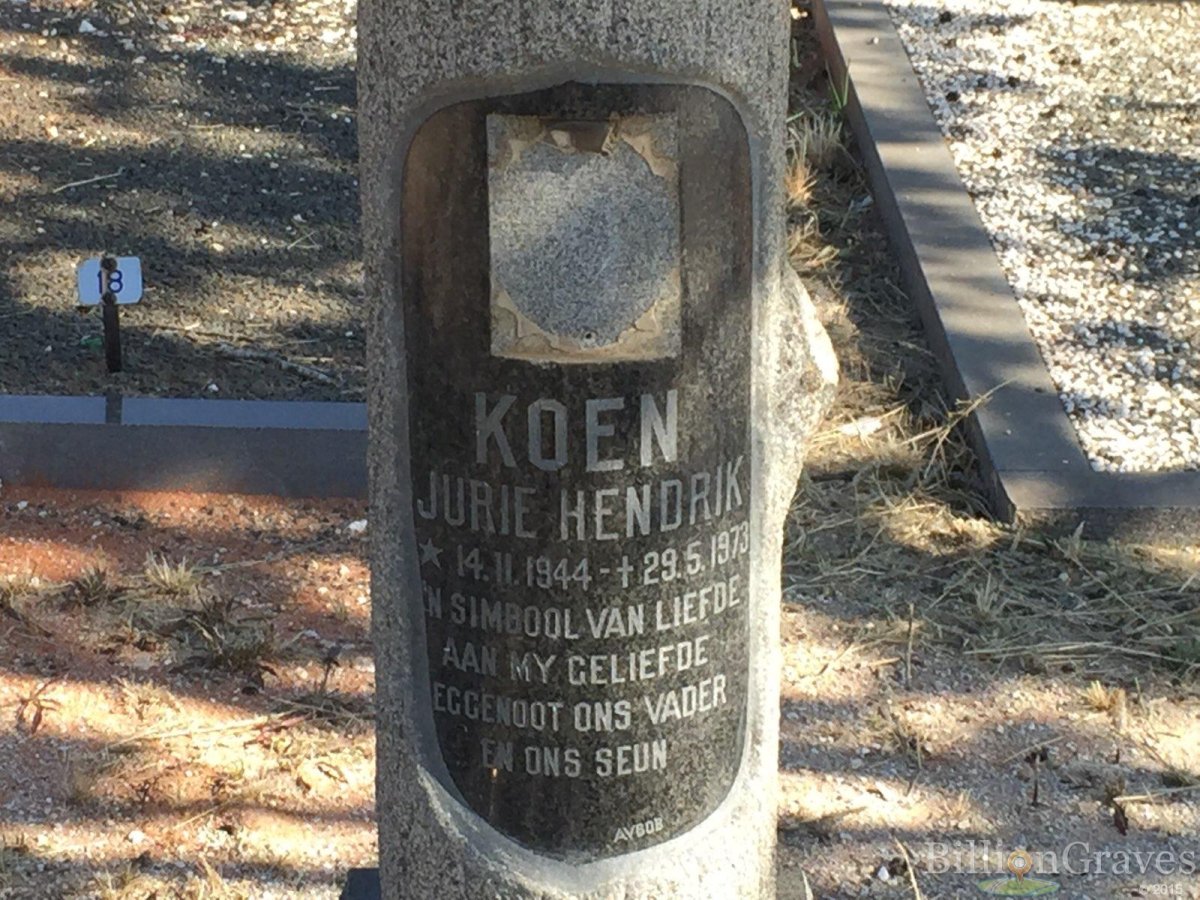 18
KOEN
JURIE HENDRIK
★ 14.11.1944 - † 29.5.1973
'N SIMBOOL VAN LIEFDE
AAN MY GELIEFDE
EGGENOOT ONS VADER
EN ONS SEUN
AVBOB
BillionGraves
© 2015